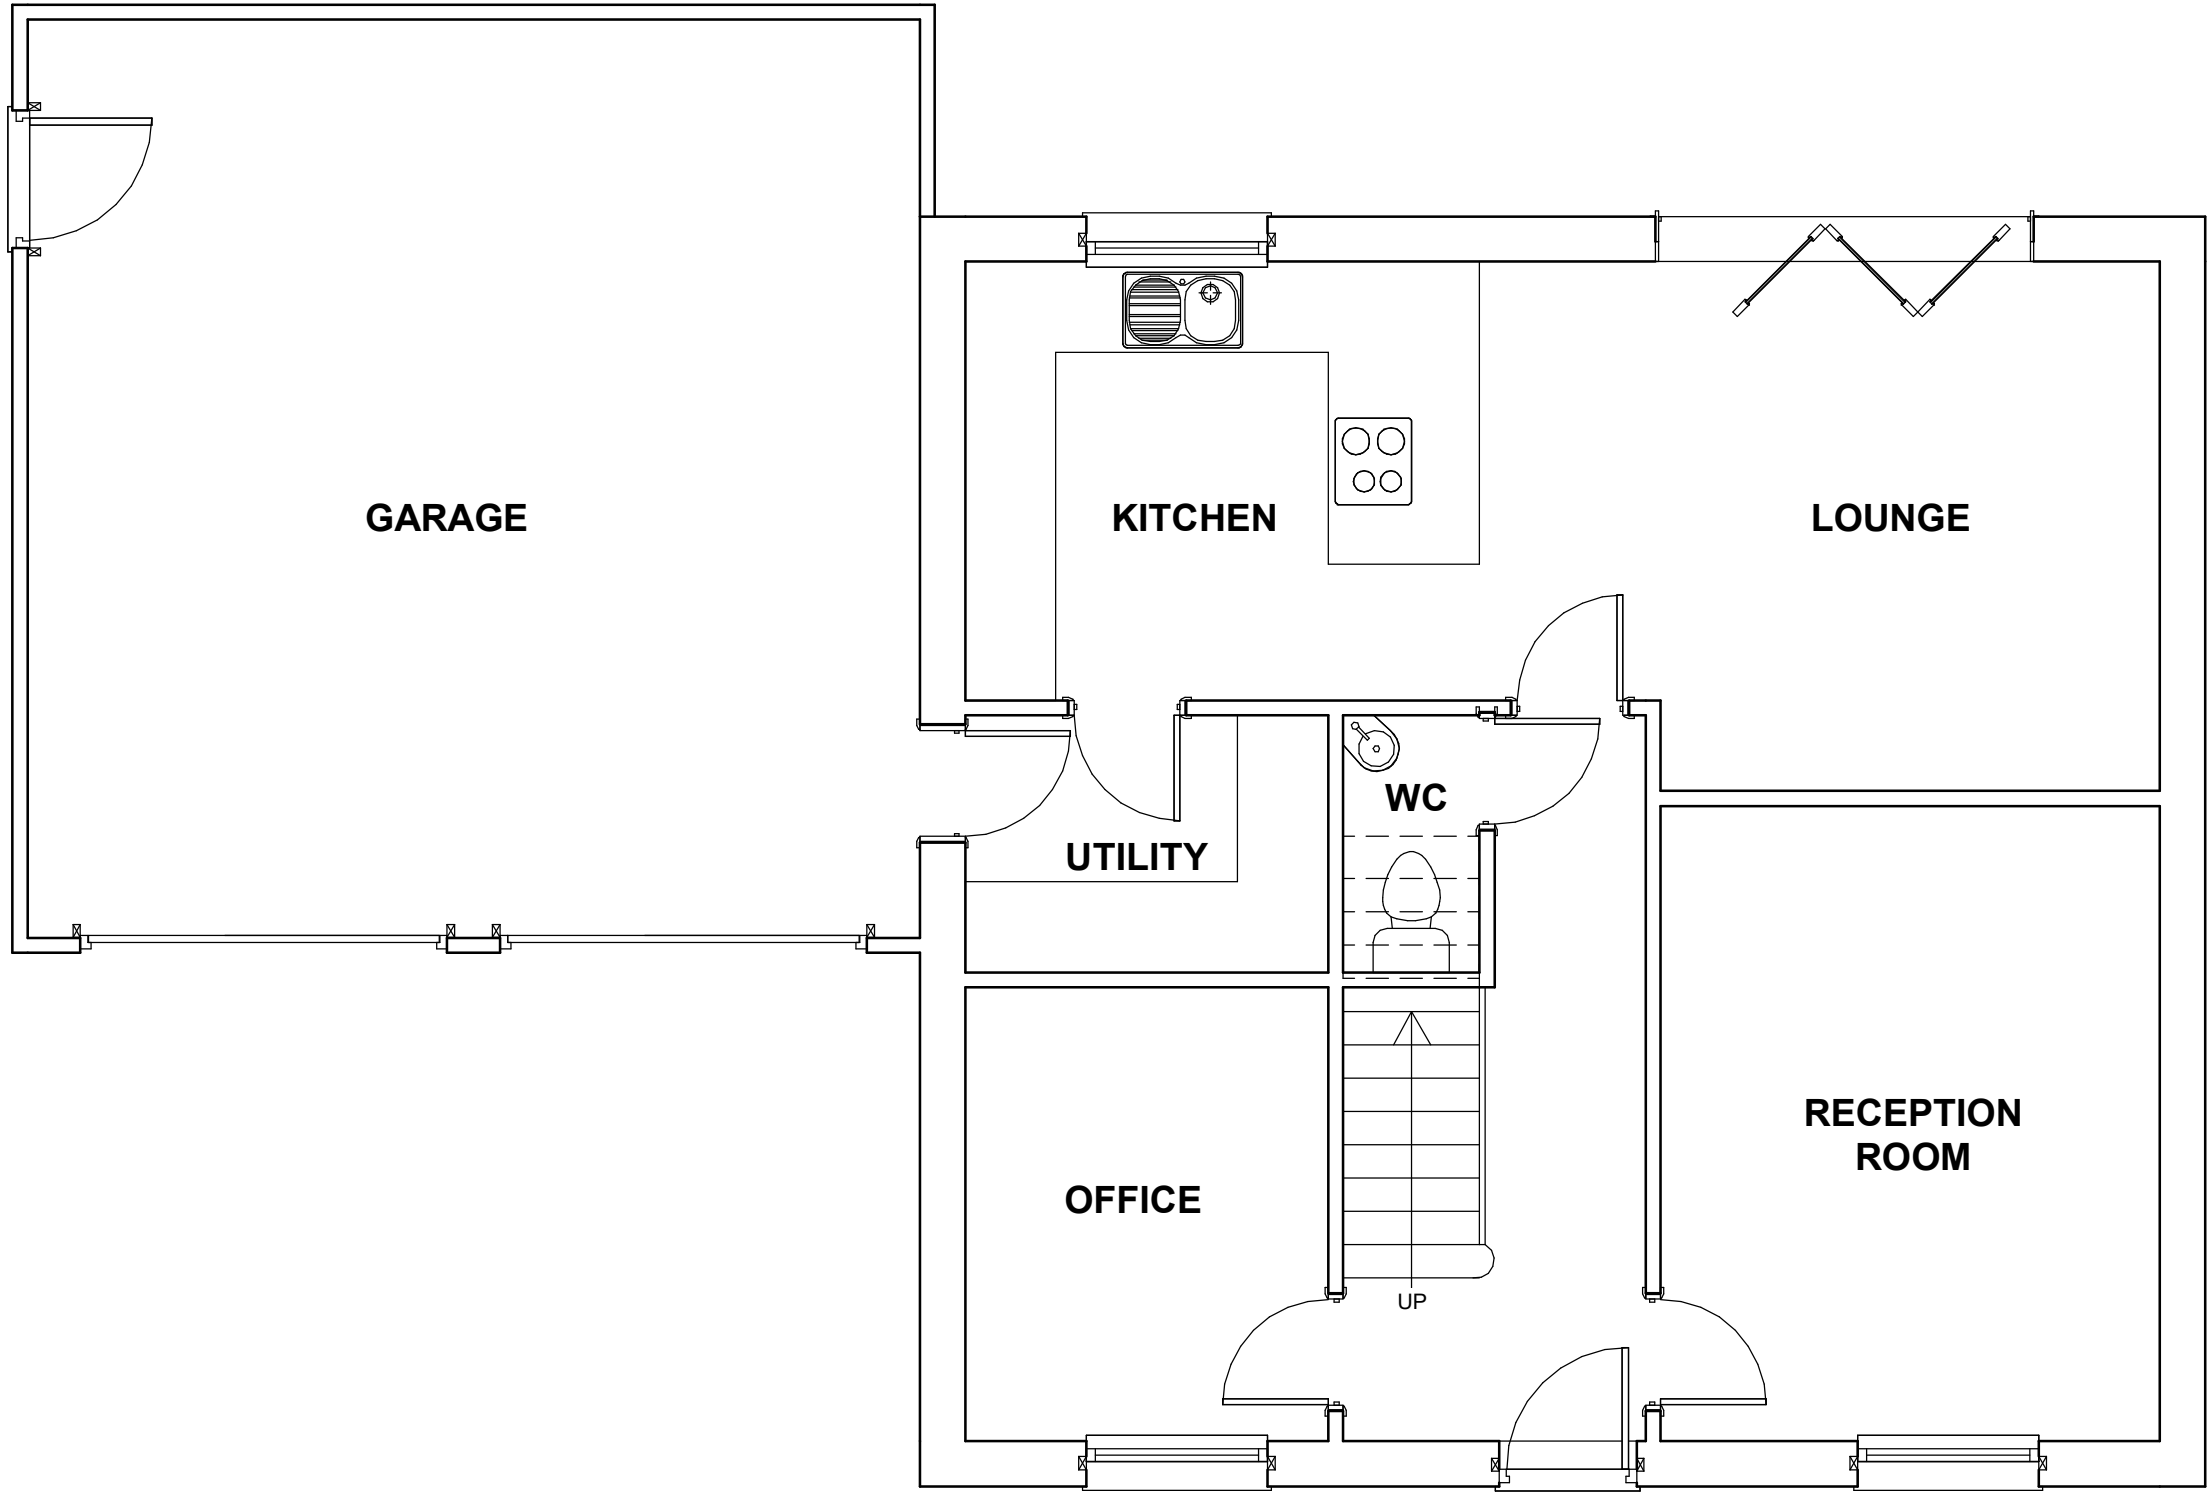 GARAGE
KITCHEN
LOUNGE
WC
UTILITY
RECEPTION
ROOM
OFFICE
UP